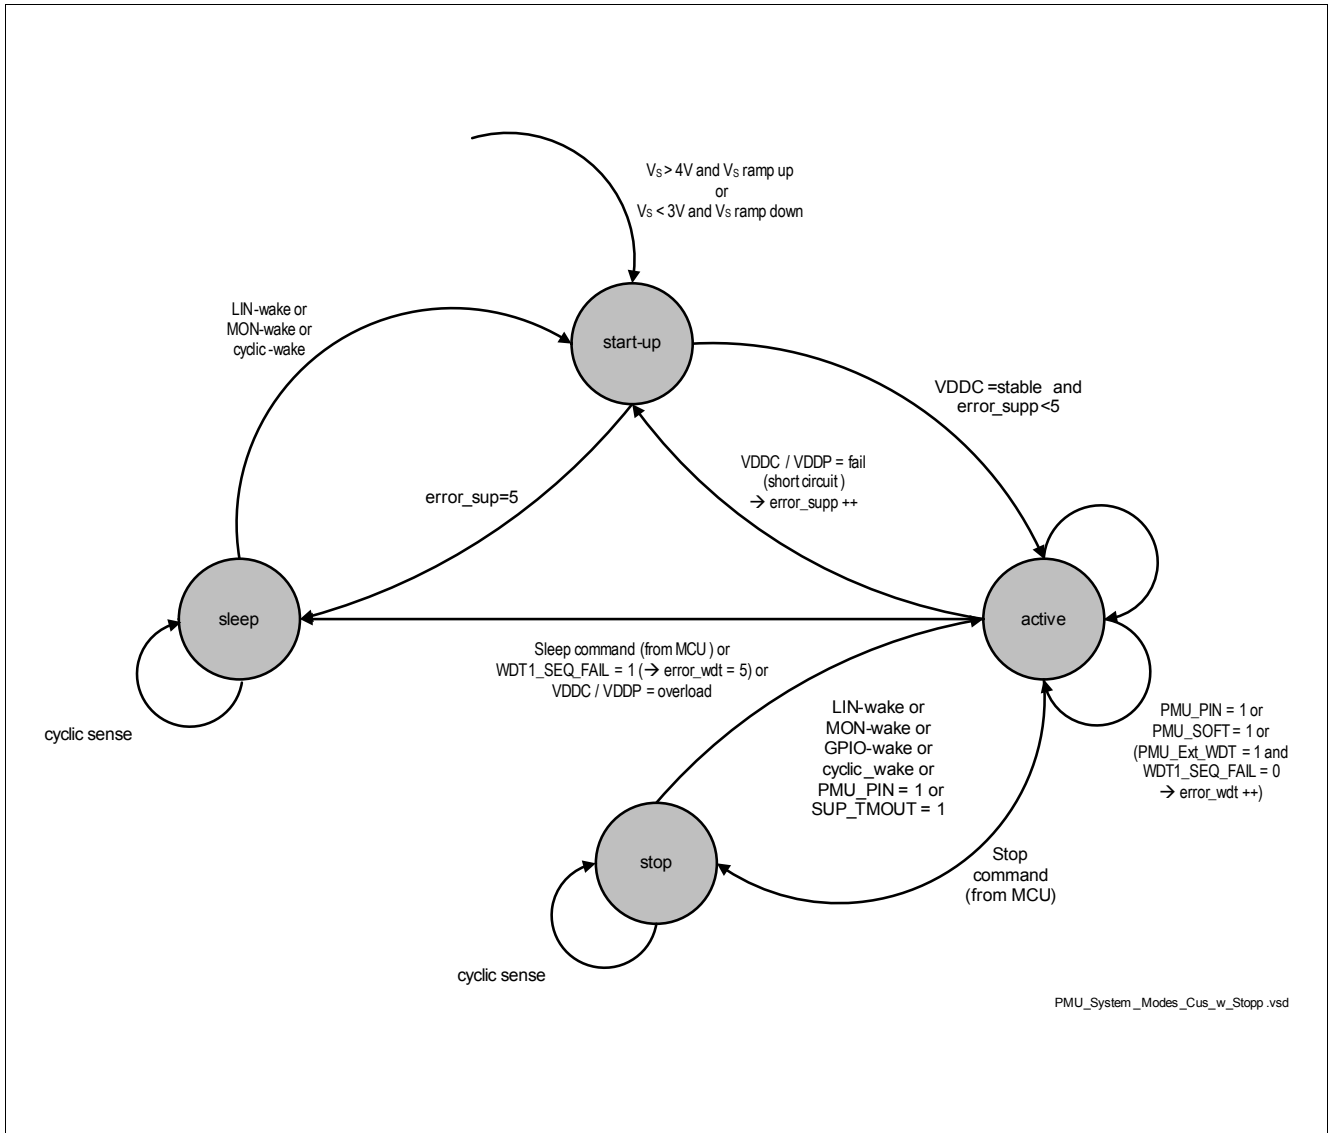 Vs > 4V and Vs ramp up
or
Vs < 3V and Vs ramp down
LIN-wake or
MON-wake or
cyclic -wake
start-up
VDDC =stable and
error_supp <5
VDDC / VDDP = fail
(short circuit )
→ error_supp ++
error_sup=5
sleep
active
Sleep command (from MCU ) or
WDT1_SEQ_FAIL = 1 (→ error_wdt = 5) or
VDDC / VDDP = overload
cyclic sense
LIN-wake or
MON-wake or
GPIO-wake or
cyclic_wake or
PMU_PIN = 1 or
SUP_TMOUT = 1
PMU_PIN = 1 or
PMU_SOFT = 1 or
(PMU_Ext_WDT = 1 and
WDT1_SEQ_FAIL = 0
→ error_wdt ++)
stop
Stop
command
(from MCU)
cyclic sense
PMU_System _Modes_Cus_w_Stopp .vsd